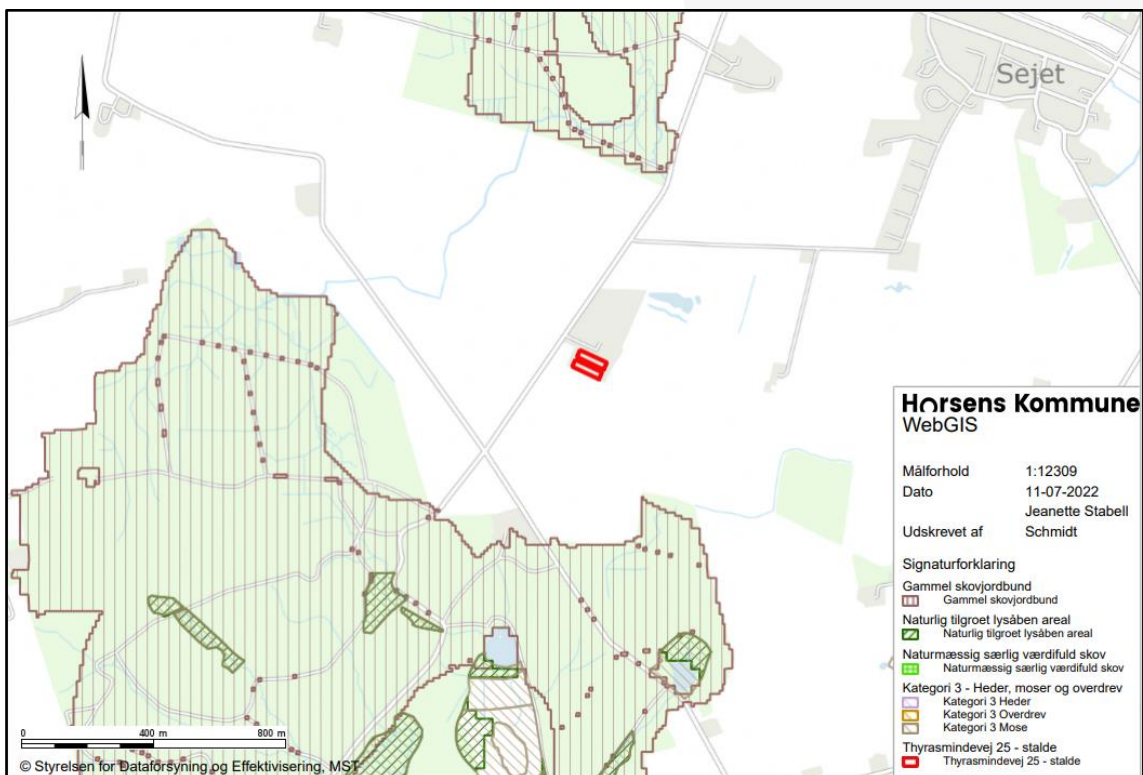 Sejet
Horsens Kommune
WebGIS
Målforhold 1:12309
Dato 11-07-2022
Jeanette Stabell
Udskrevet af Schmidt
Signaturforklaring
Gammel skovjordbund
Gammel skovjordbund
Naturlig tilgroet lysåben areal
Naturlig tilgroet lysåben areal
Naturmæssig særlig værdifuld skov
Naturmæssig særlig værdifuld skov
Kategori 3 - Heder, moser og overdrev
Kategori 3 Heder
Kategori 3 Overdrev
Kategori 3 Mose
Thyrasmindevej 25 - stalde
Thyrasmindevej 25 - stalde
0 400 m 800 m
© Styrelsen for Dataforsyning og Effektivisering, MST